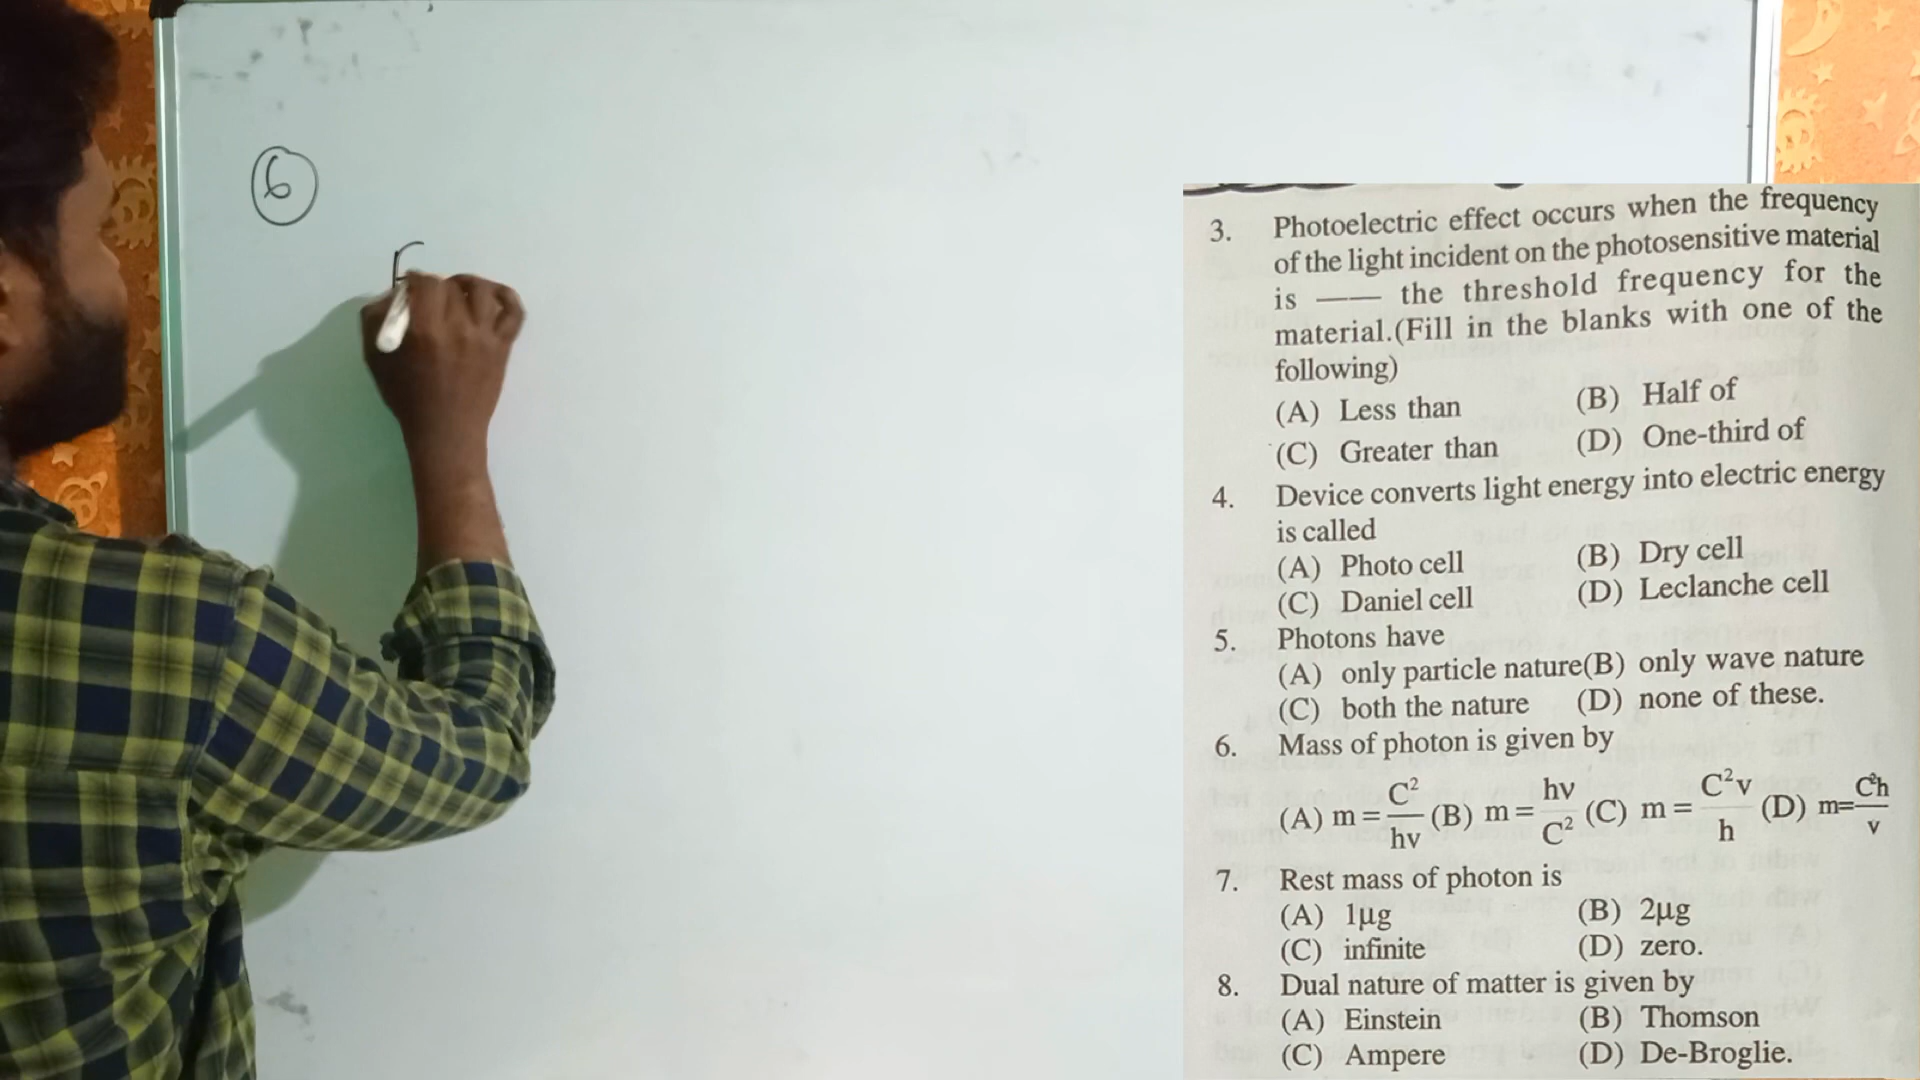 6
3. Photoelectric effect occurs when the frequency
of the light incident on the photosensitive material
is —— the threshold frequency for the
material.(Fill in the blanks with one of the
following)
(A) Less than (B) Half of
(C) Greater than (D) One-third of
4. Device converts light energy into electric energy
is called
(A) Photo cell (B) Dry cell
(C) Daniel cell (D) Leclanche cell
5. Photons have
(A) only particle nature(B) only wave nature
(C) both the nature (D) none of these.
6. Mass of photon is given by
(A) m = C²/hν (B) m = hν/C² (C) m = C²v/h (D) m= C²h/v
7. Rest mass of photon is
(A) 1µg (B) 2µg
(C) infinite (D) zero.
8. Dual nature of matter is given by
(A) Einstein (B) Thomson
(C) Ampere (D) De-Broglie.